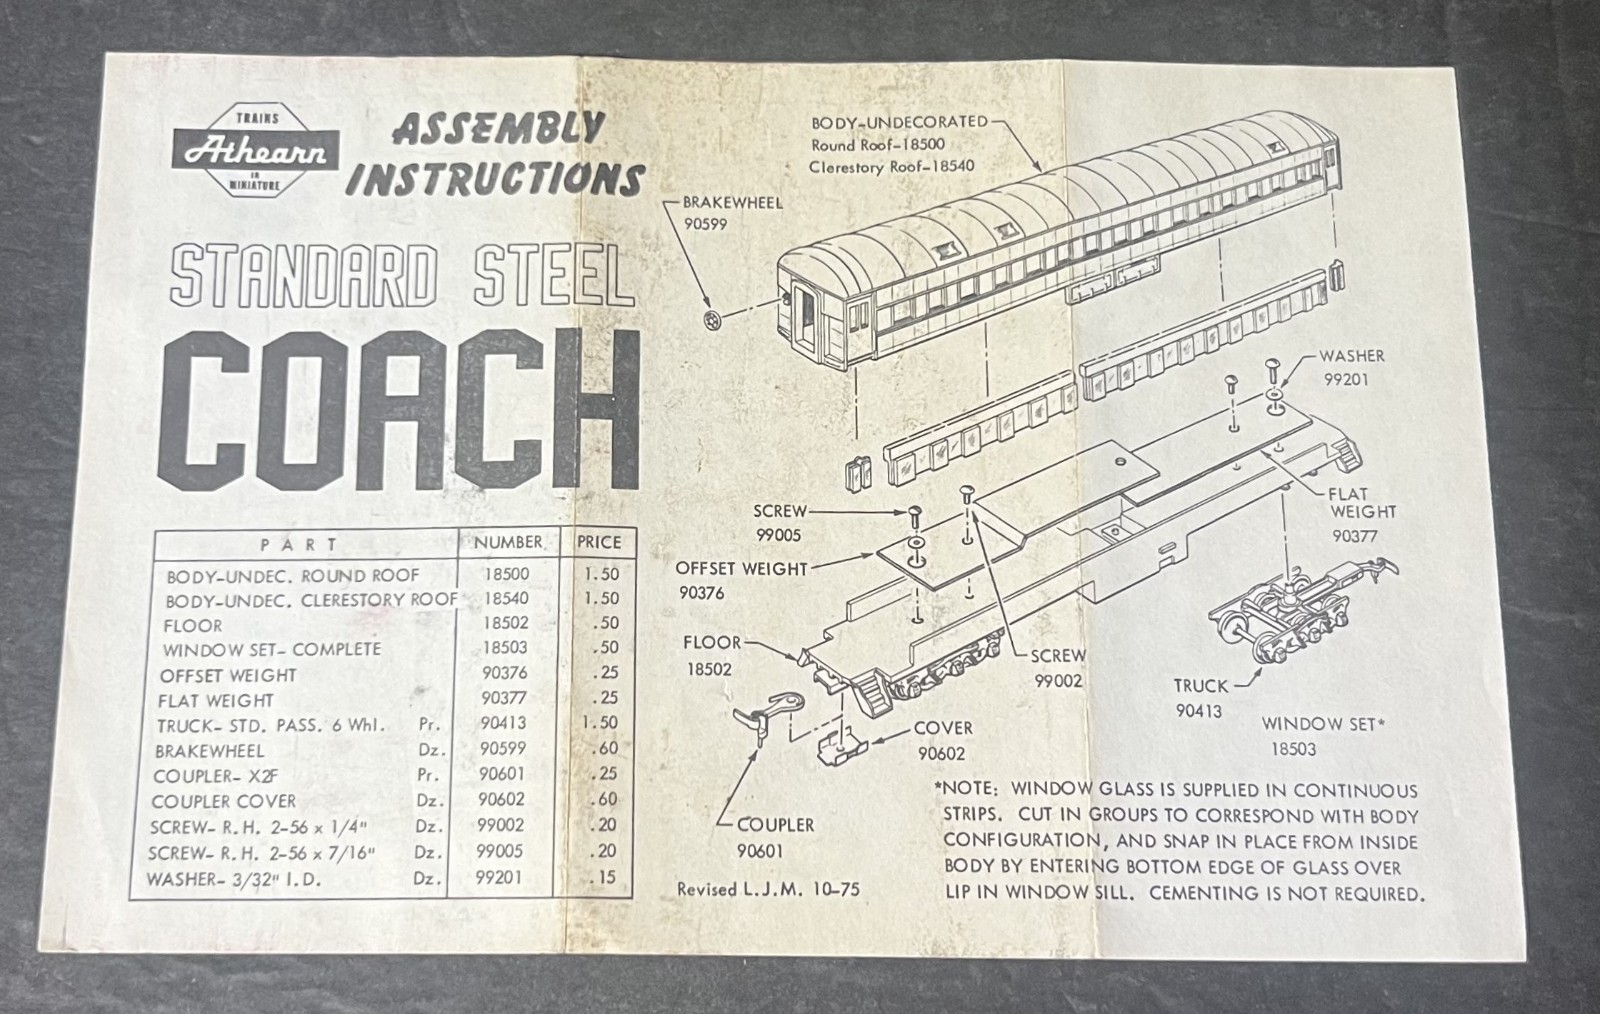 TRAINS
Athearn
IN
MINIATURE
ASSEMBLY
INSTRUCTIONS
STANDARD STEEL
COACH
PART NUMBER PRICE
BODY-UNDEC. ROUND ROOF 18500 1.50
BODY-UNDEC. CLERESTORY ROOF 18540 1.50
FLOOR 18502 .50
WINDOW SET- COMPLETE 18503 .50
OFFSET WEIGHT 90376 .25
FLAT WEIGHT 90377 .25
TRUCK- STD. PASS. 6 Whl. Pr. 90413 1.50
BRAKEWHEEL Dz. 90599 .60
COUPLER- X2F Pr. 90601 .25
COUPLER COVER Dz. 90602 .60
SCREW- R.H. 2-56 x 1/4" Dz. 99002 .20
SCREW- R.H. 2-56 x 7/16" Dz. 99005 .20
WASHER- 3/32" I.D. Dz. 99201 .15
BODY-UNDECORATED
Round Roof-18500
Clerestory Roof-18540
BRAKEWHEEL
90599
WASHER
99201
SCREW
99005
FLAT
WEIGHT
90377
OFFSET WEIGHT
90376
FLOOR
18502
SCREW
99002
TRUCK
90413
WINDOW SET*
18503
COVER
90602
COUPLER
90601
Revised L.J.M. 10-75
*NOTE: WINDOW GLASS IS SUPPLIED IN CONTINUOUS
STRIPS. CUT IN GROUPS TO CORRESPOND WITH BODY
CONFIGURATION, AND SNAP IN PLACE FROM INSIDE
BODY BY ENTERING BOTTOM EDGE OF GLASS OVER
LIP IN WINDOW SILL. CEMENTING IS NOT REQUIRED.